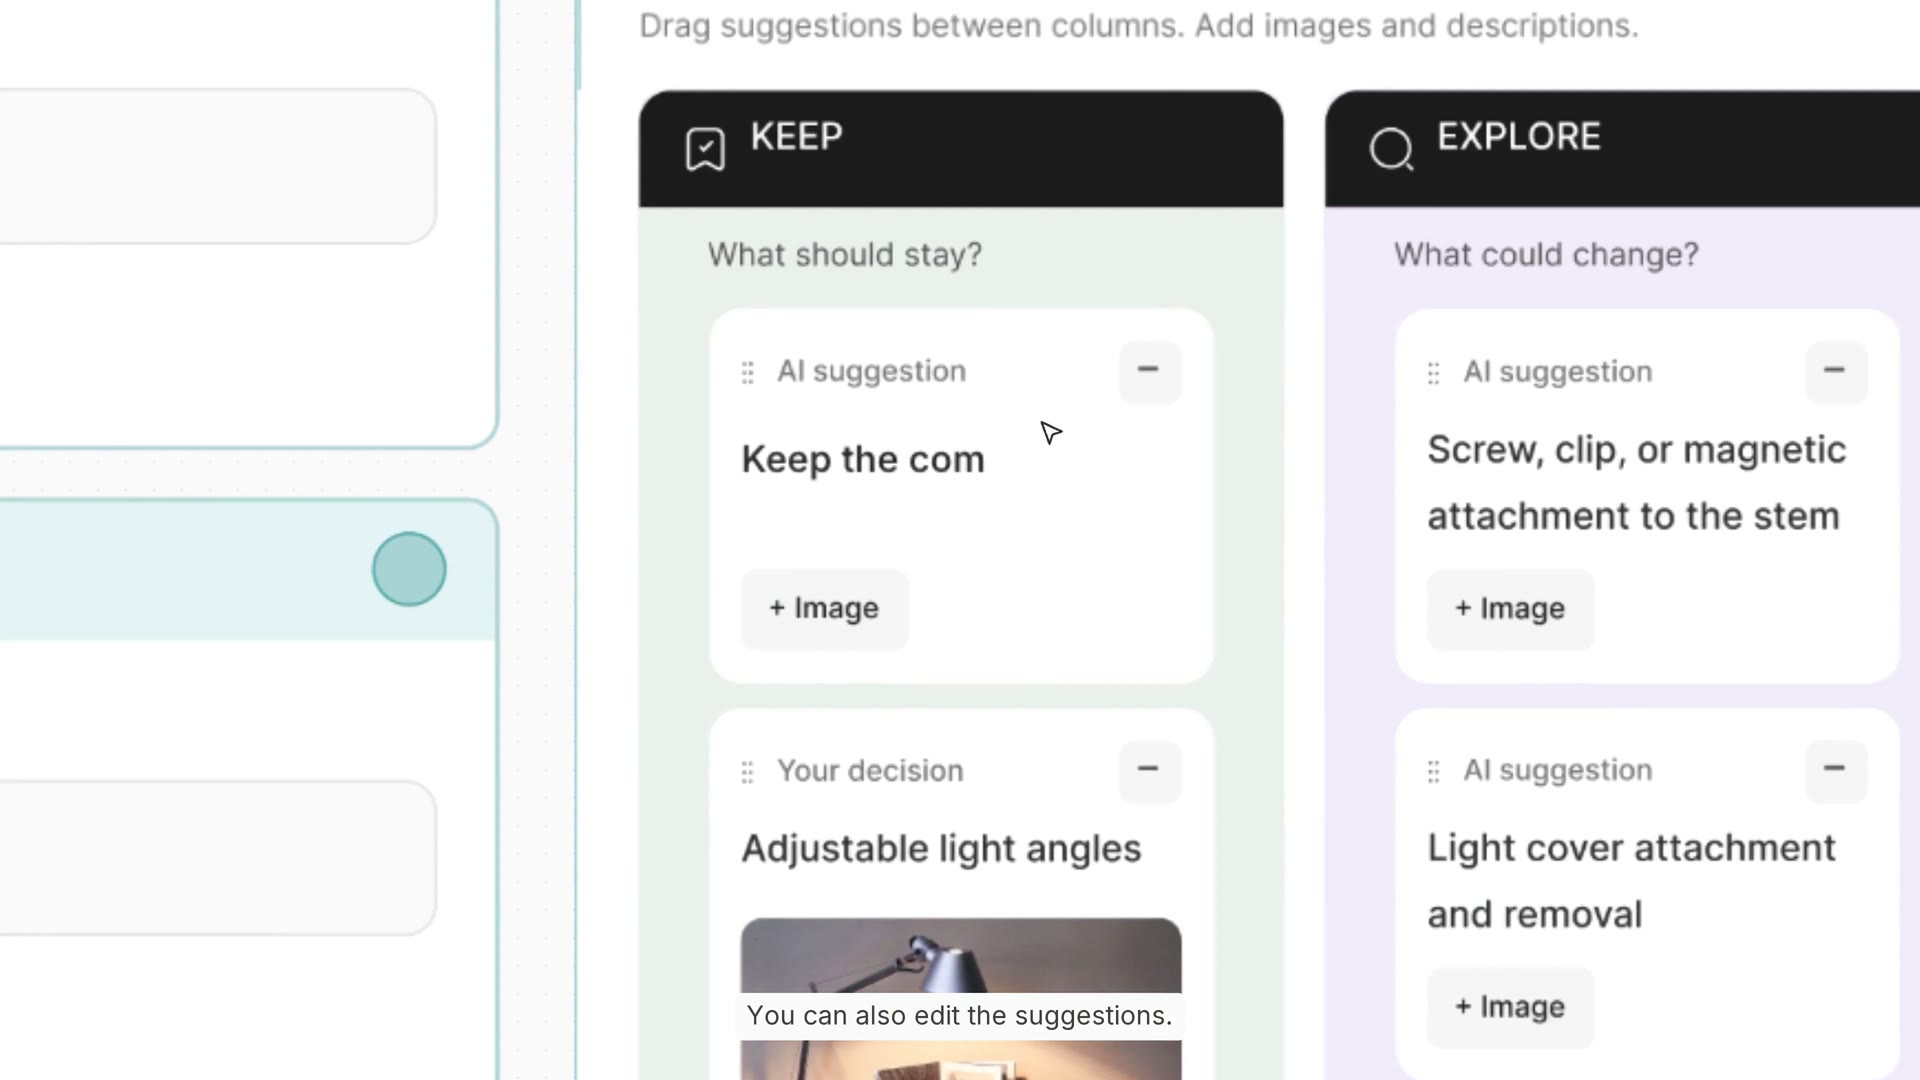 Drag suggestions between columns. Add images and descriptions.
KEEP
What should stay?
AI suggestion
Keep the com
+ Image
Your decision
Adjustable light angles
You can also edit the suggestions.
EXPLORE
What could change?
AI suggestion
Screw, clip, or magnetic
attachment to the stem
+ Image
AI suggestion
Light cover attachment
and removal
+ Image